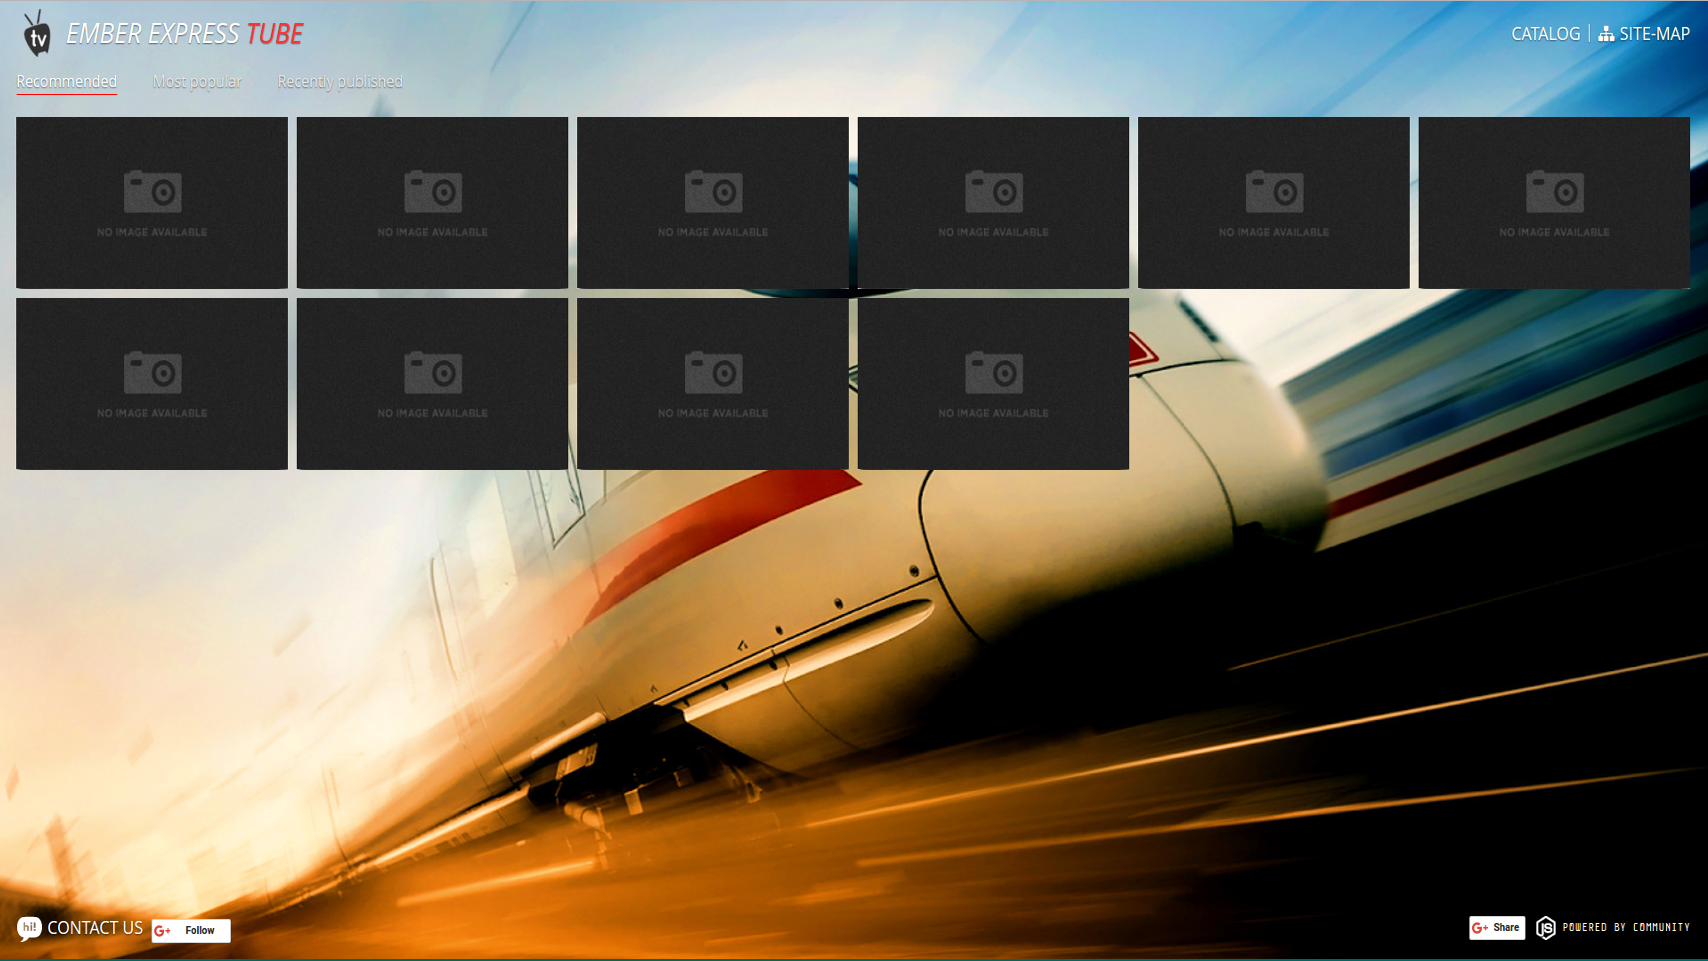 tv EMBER EXPRESS TUBE
CATALOG SITE-MAP
Recommended Most popular Recently published
NO IMAGE AVAILABLE NO IMAGE AVAILABLE NO IMAGE AVAILABLE NO IMAGE AVAILABLE NO IMAGE AVAILABLE NO IMAGE AVAILABLE
NO IMAGE AVAILABLE NO IMAGE AVAILABLE NO IMAGE AVAILABLE NO IMAGE AVAILABLE
hi! CONTACT US G+ Follow
G+ Share JS POWERED BY COMMUNITY